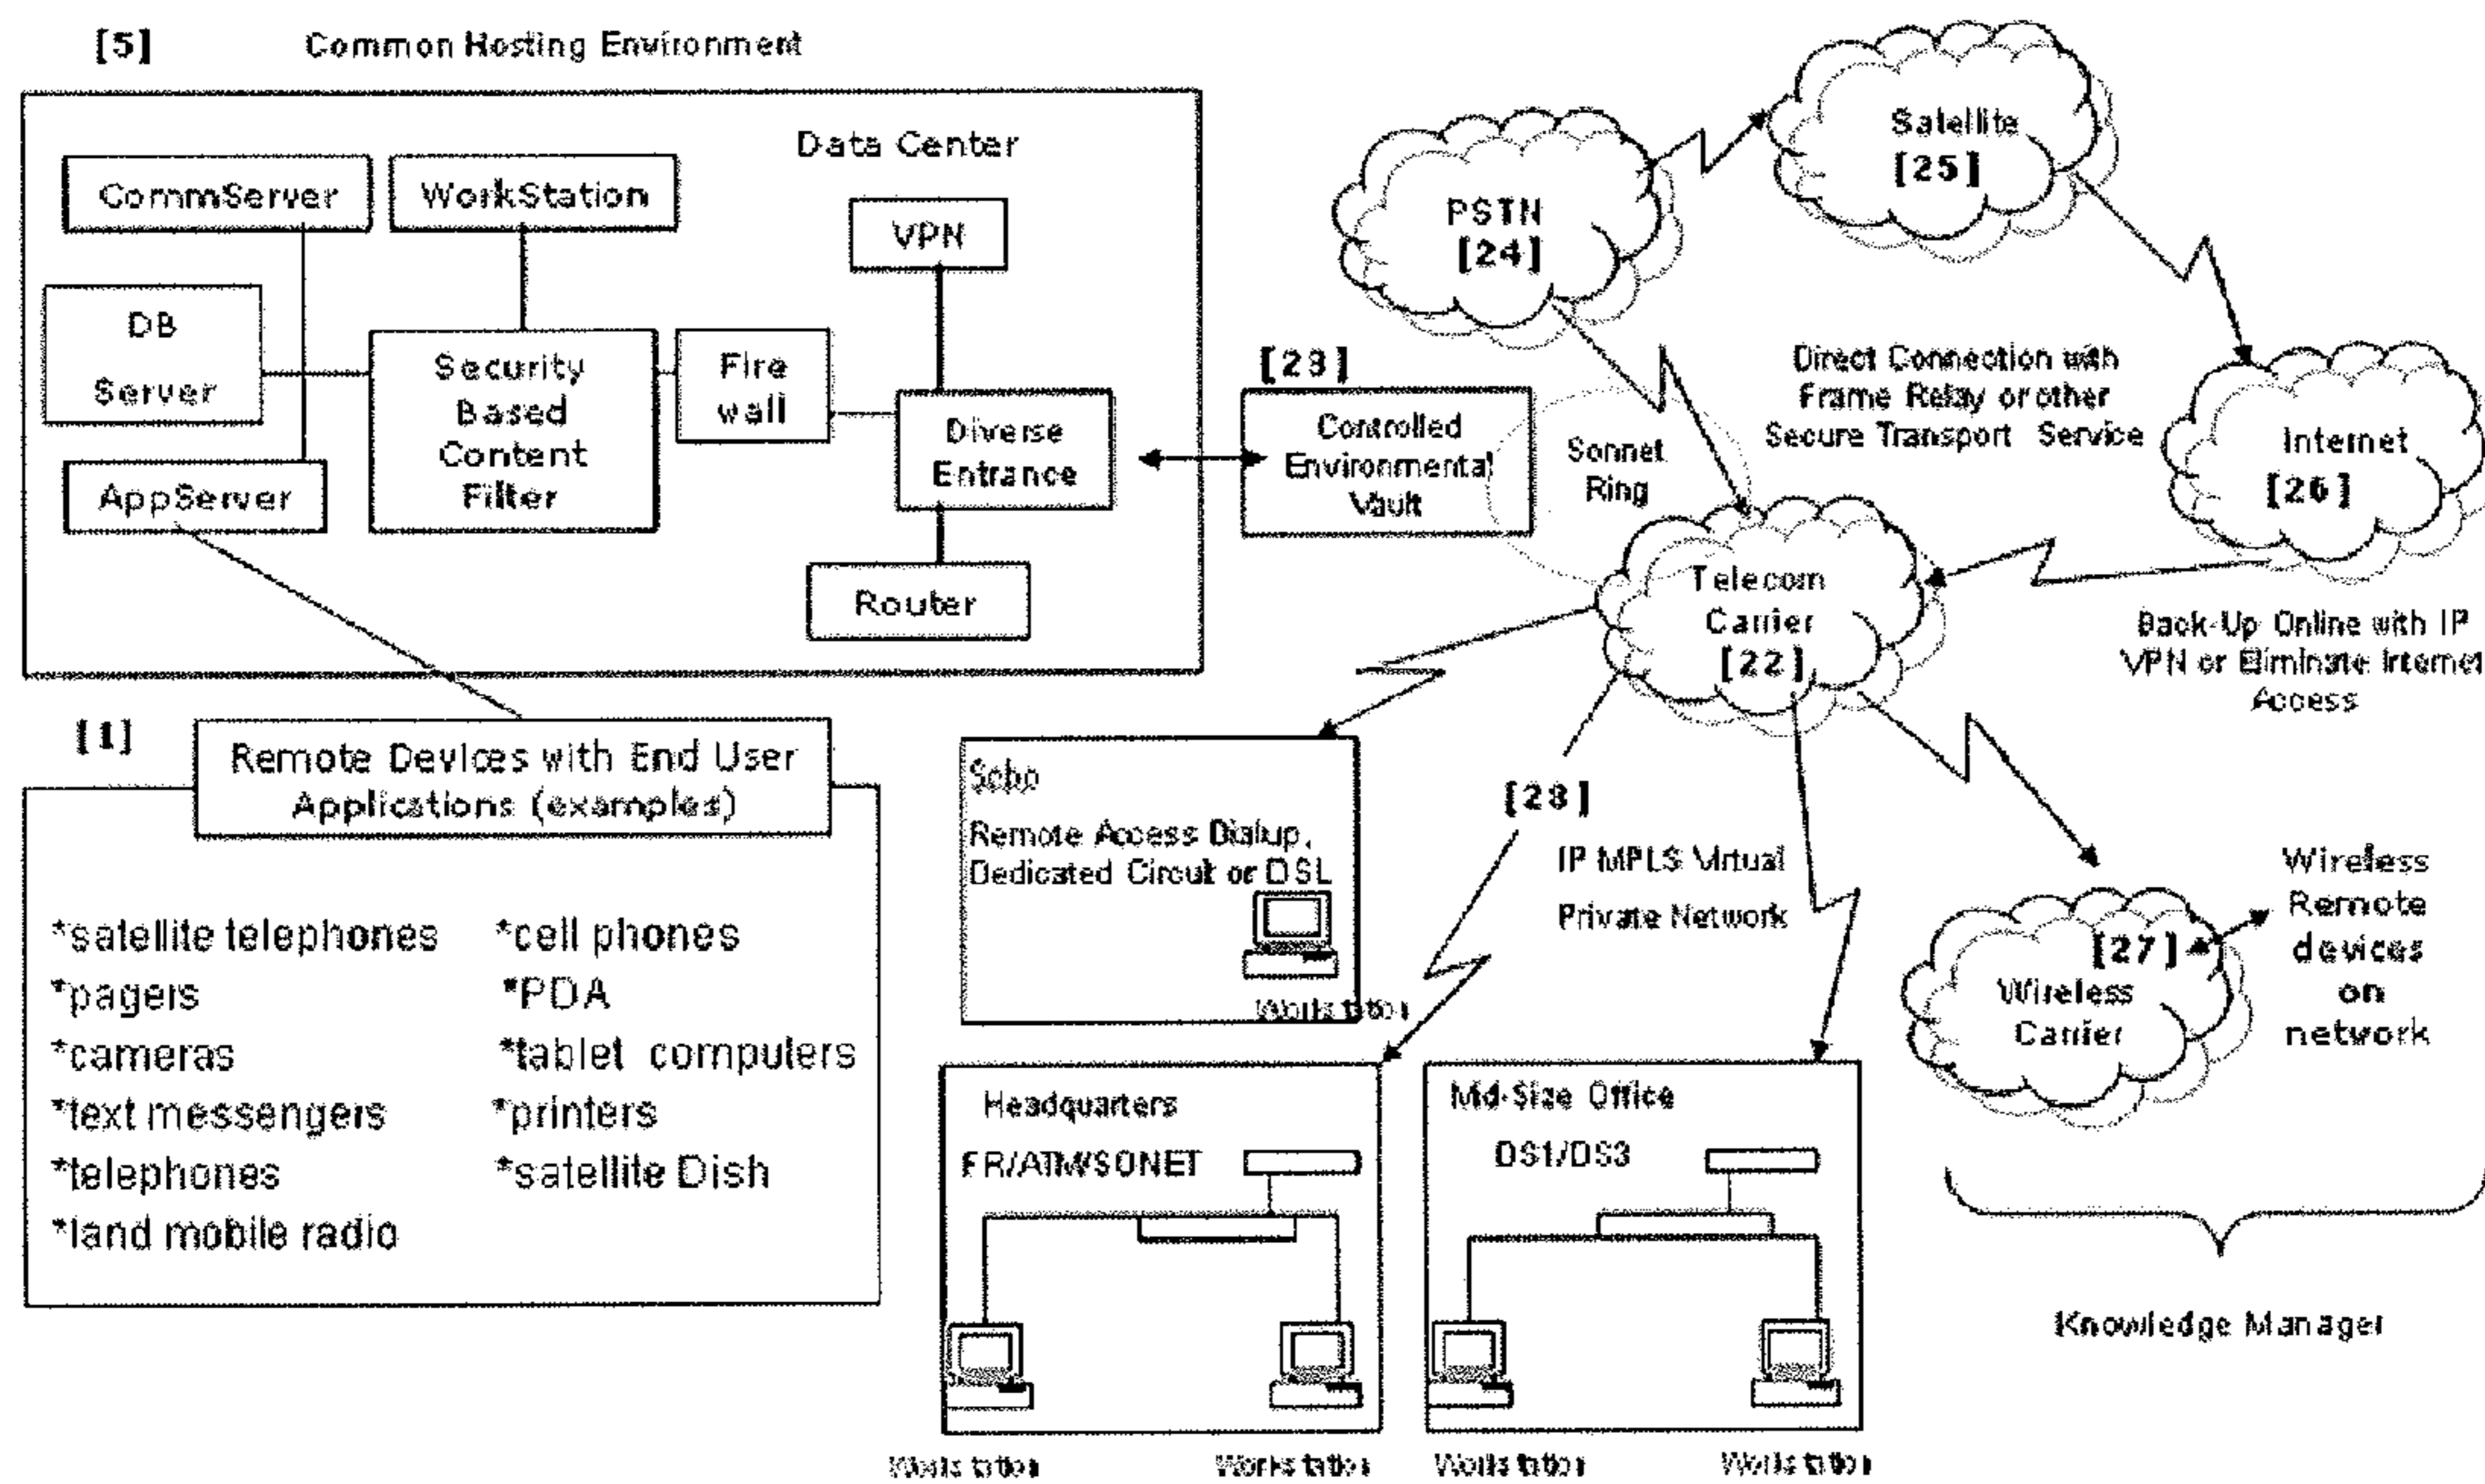 [5] Common Hosting Environment
Data Center
CommServer
WorkStation
VPN
DB
Server
Security
Based
Content
Filter
Fire
wall
Diverse
Entrance
AppServer
Router
[23]
Controlled
Environmental
Vault
Sonnet
Ring
PSTN
[24]
Satellite
[25]
Direct Connection with
Frame Relay or other
Secure Transport Service
Internet
[26]
Telecom
Carrier
[22]
Back-Up Online with IP
VPN or Eliminate Internet
Access
[1]
Remote Devices with End User
Applications (examples)
*satellite telephones
*pagers
*cameras
*text messengers
*telephones
*land mobile radio
*cell phones
*PDA
*tablet computers
*printers
*satellite Dish
Remote Access Dialup,
Dedicated Circuit or DSL
Workstation
[28]
IP MPLS Virtual
Private Network
[27]
Wireless
Carrier
Wireless
Remote
devices
on
network
Headquarters
FR/ATM/SONET
Workstation Workstation
Mid-Size Office
DS1/DS3
Workstation Workstation
Knowledge Manager